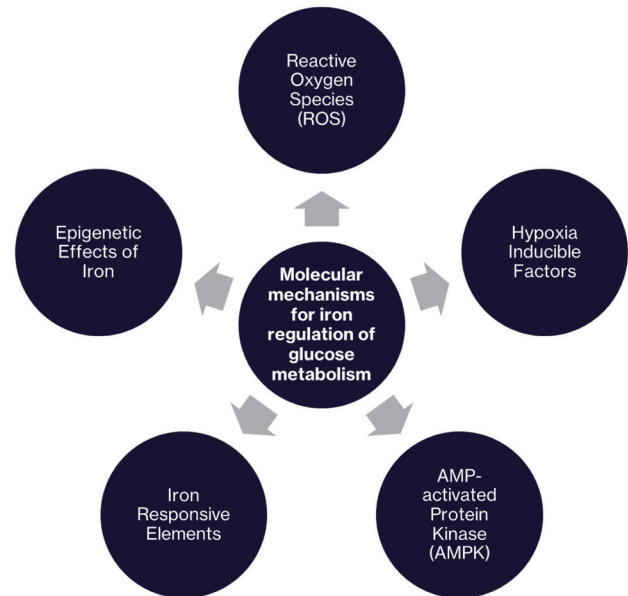 Reactive
Oxygen
Species
(ROS)
Epigenetic
Effects of
Iron
Hypoxia
Inducible
Factors
Molecular
mechanisms
for iron
regulation of
glucose
metabolism
Iron
Responsive
Elements
AMP-
activated
Protein
Kinase
(AMPK)